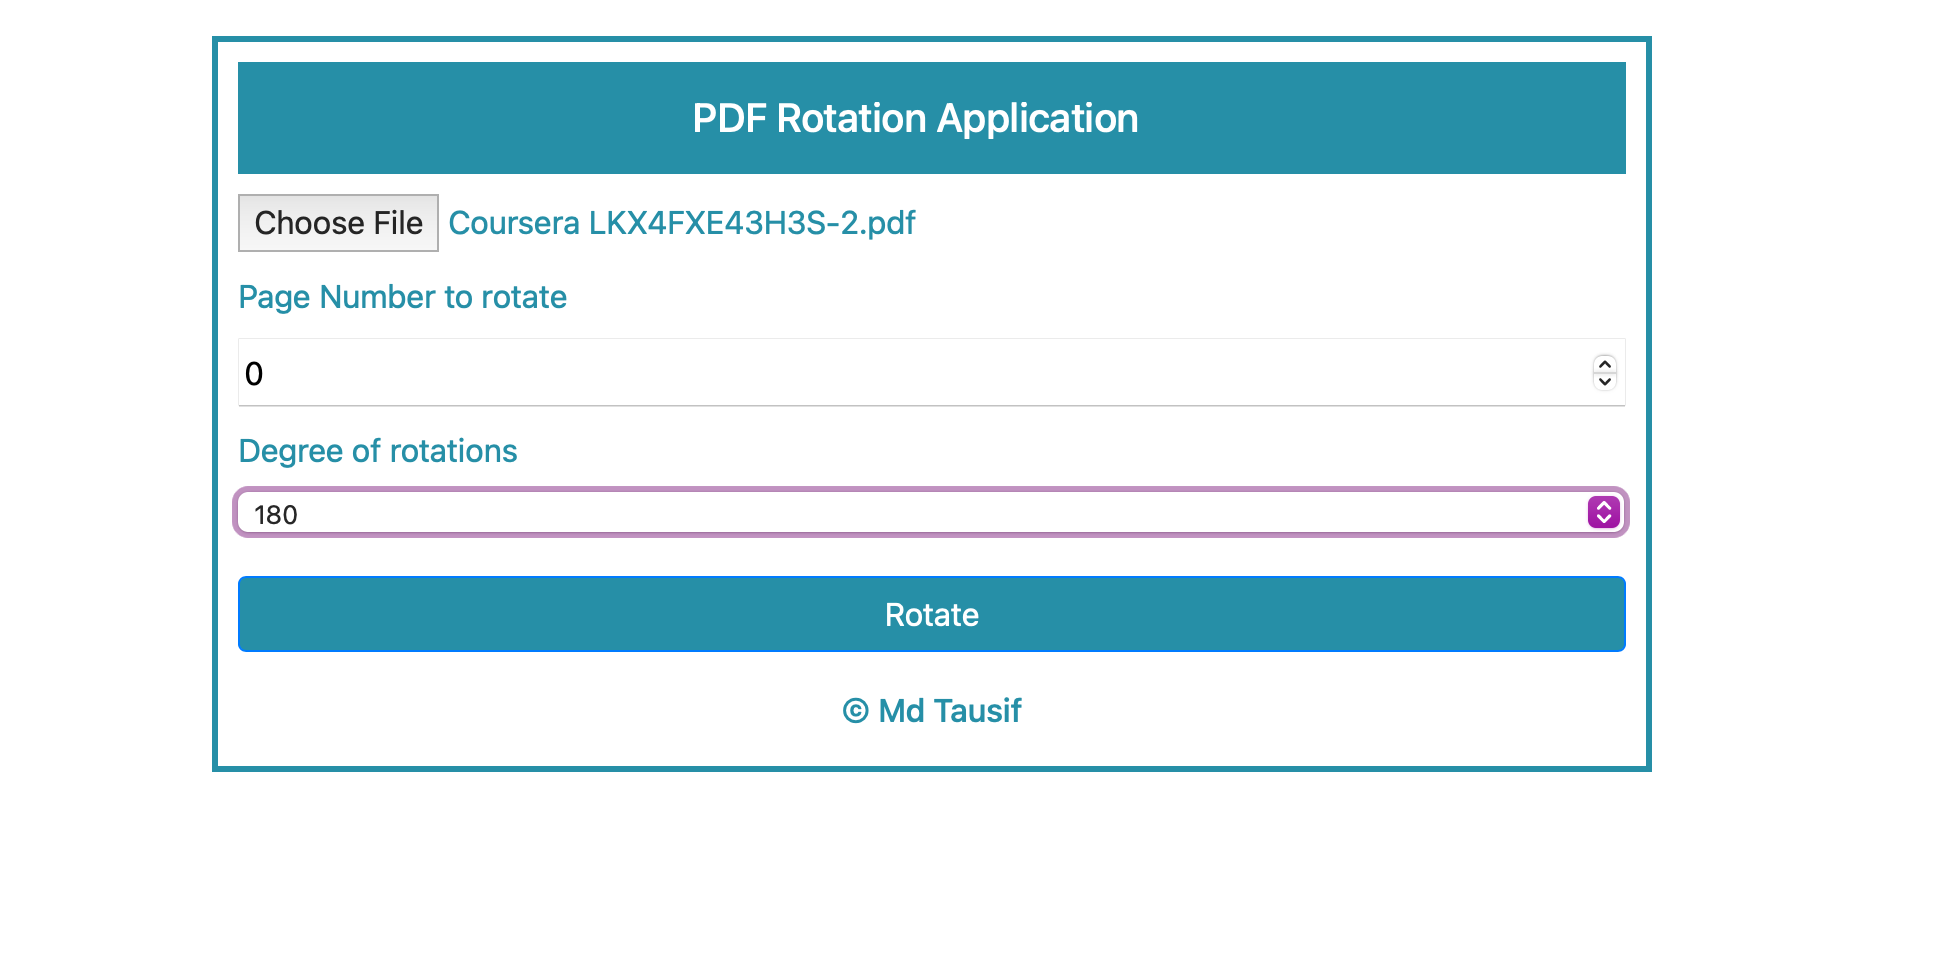 PDF Rotation Application
Choose File Coursera LKX4FXE43H3S-2.pdf
Page Number to rotate
0
Degree of rotations
180
Rotate
© Md Tausif